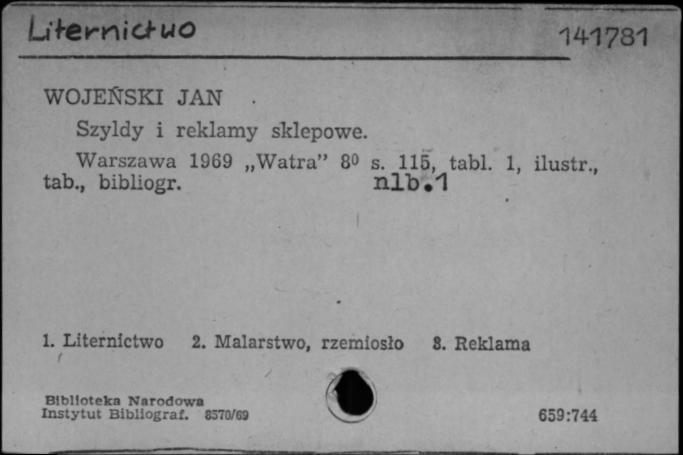 Liternictwo 141781
WOJEŃSKI JAN
Szyldy i reklamy sklepowe.
Warszawa 1969 „Watra” 8⁰ s. 115, tabl. 1, ilustr.,
tab., bibliogr. nlb.1
1. Liternictwo 2. Malarstwo, rzemiosło 3. Reklama
Biblioteka Narodowa
Instytut Bibliograf. 8570/69 659:744